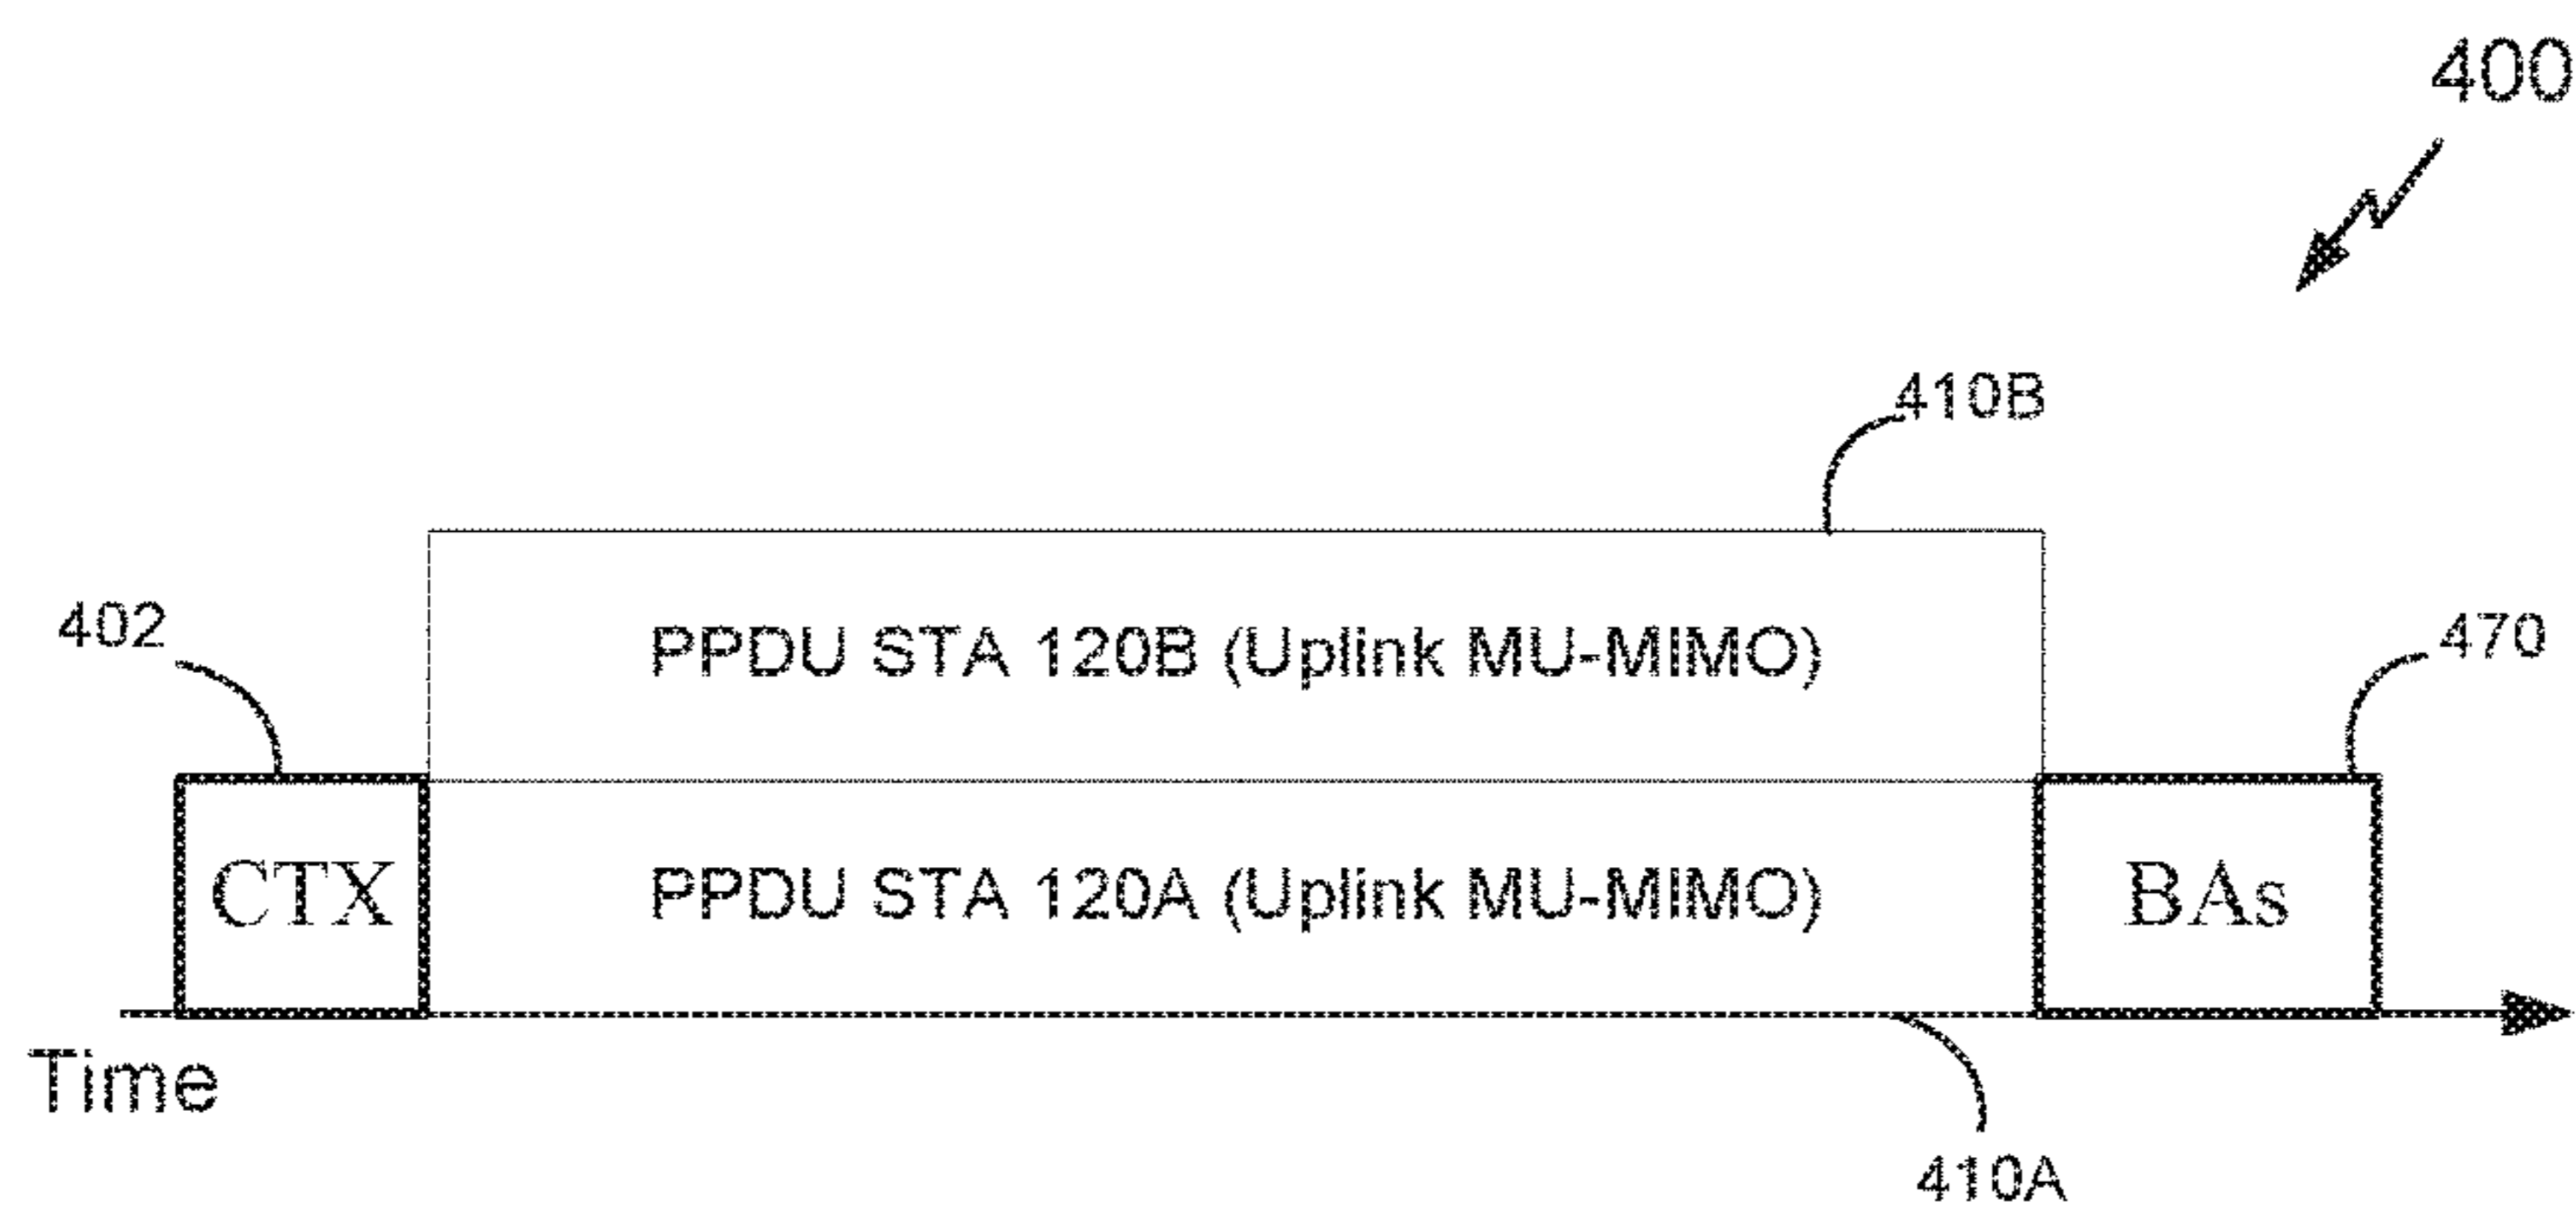 400
410B
402
PPDU STA 120B (Uplink MU-MIMO)
470
CTX
PPDU STA 120A (Uplink MU-MIMO)
BAs
Time
410A